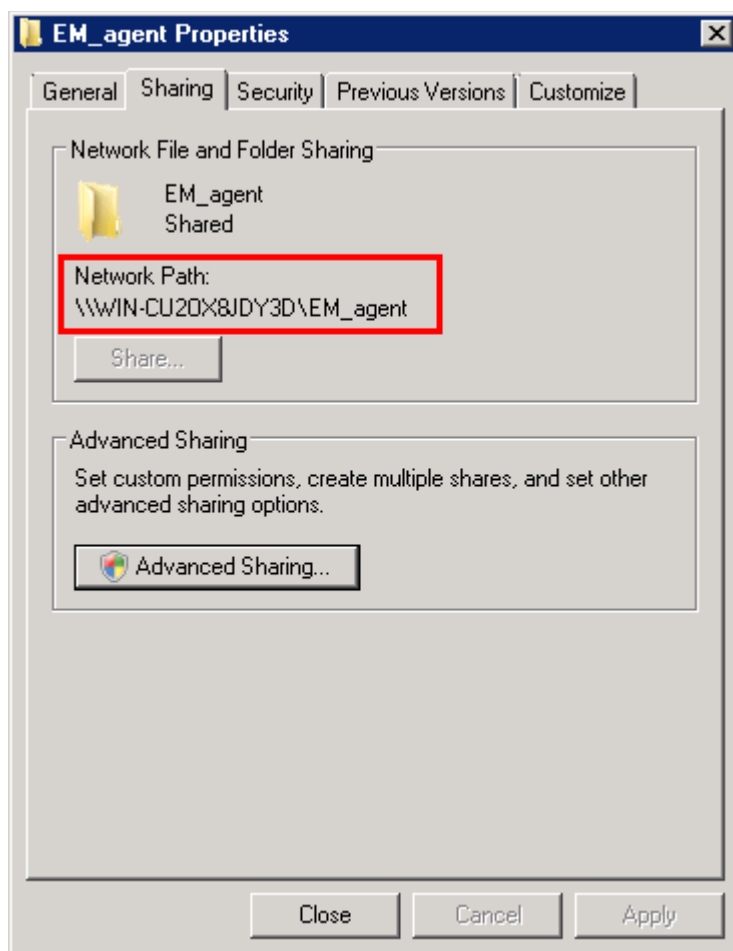 EM_agent Properties
General Sharing Security Previous Versions Customize
Network File and Folder Sharing
EM_agent
Shared
Network Path:
\\WIN-CU2OX8JDY3D\EM_agent
Share...
Advanced Sharing
Set custom permissions, create multiple shares, and set other
advanced sharing options.
Advanced Sharing...
Close Cancel Apply